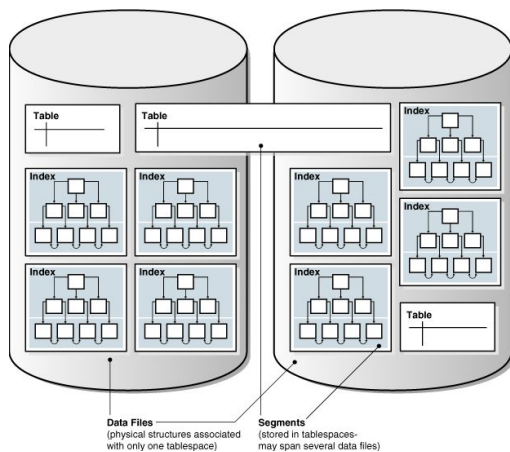 Table
Table
Index
Index
Index
Index
Index
Index
Index
Index
Table
Data Files
(physical structures associated
with only one tablespace)
Segments
(stored in tablespaces-
may span several data files)